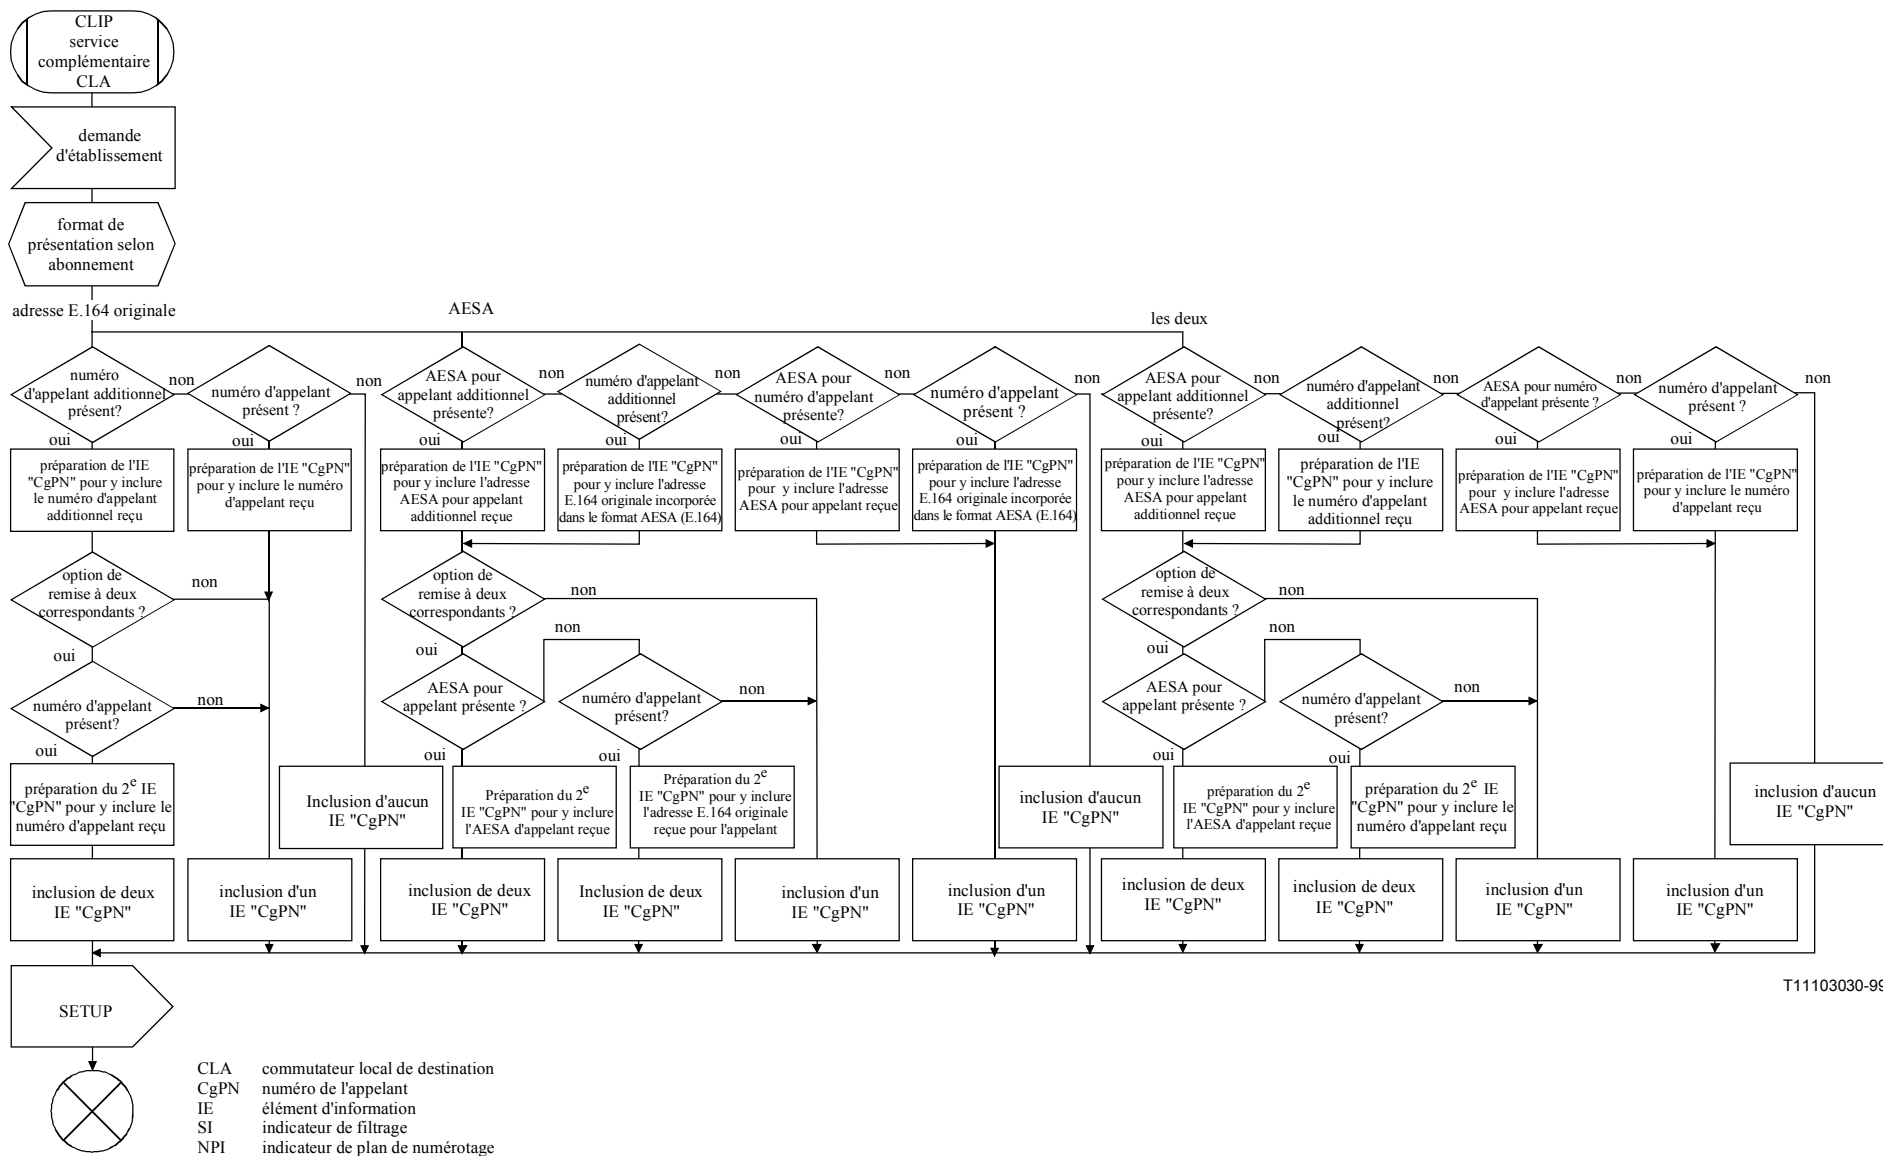 CLIP
service
complémentaire
CLA
demande
d'établissement
format de
présentation selon
abonnement
adresse E.164 originale
AESA
les deux
numéro
d'appelant additionnel
présent?
non
numéro d'appelant
présent ?
non
AESA pour
appelant additionnel
présente?
non
numéro d'appelant
additionnel
présent?
non
AESA pour
numéro d'appelant
présente?
non
numéro d'appelant
présent ?
non
AESA pour
appelant additionnel
présente?
non
numéro d'appelant
additionnel
présent?
non
AESA pour numéro
d'appelant présente ?
non
numéro d'appelant
présent ?
non
oui
oui
oui
oui
oui
oui
oui
oui
oui
oui
préparation de l'IE
"CgPN" pour y inclure
le numéro d'appelant
additionnel reçu
préparation de l'IE "CgPN"
pour y inclure le numéro
d'appelant reçu
préparation de l'IE "CgPN"
pour y inclure l'adresse
AESA pour appelant
additionnel reçue
préparation de l'IE "CgPN"
pour y inclure l'adresse
E.164 originale incorporée
dans le format AESA (E.164)
préparation de l'IE "CgPN"
pour y inclure l'adresse
AESA pour appelant reçue
préparation de l'IE "CgPN"
pour y inclure l'adresse
E.164 originale incorporée
dans le format AESA (E.164)
préparation de l'IE "CgPN"
pour y inclure l'adresse
AESA pour appelant
additionnel reçue
préparation de l'IE
"CgPN" pour y inclure
le numéro d'appelant
additionnel reçu
préparation de l'IE "CgPN"
pour y inclure l'adresse
AESA pour appelant reçue
préparation de l'IE "CgPN"
pour y inclure le numéro
d'appelant reçu
option de
remise à deux
correspondants ?
non
option de
remise à deux
correspondants ?
non
option de
remise à deux
correspondants ?
non
oui
oui
non
oui
non
numéro d'appelant
présent?
non
AESA pour
appelant présente ?
numéro d'appelant
présent?
non
AESA pour
appelant présente ?
numéro d'appelant
présent?
non
oui
oui
oui
oui
oui
préparation du 2e IE
"CgPN" pour y inclure le
numéro d'appelant reçu
Inclusion d'aucun
IE "CgPN"
Préparation du 2e
IE "CgPN" pour y inclure
l'AESA d'appelant reçue
Préparation du 2e
IE "CgPN" pour y inclure
l'adresse E.164 originale
reçue pour l'appelant
inclusion d'aucun
IE "CgPN"
préparation du 2e
IE "CgPN" pour y inclure
l'AESA d'appelant reçue
préparation du 2e IE
"CgPN" pour y inclure le
numéro d'appelant reçu
inclusion d'aucun
IE "CgPN"
inclusion de deux
IE "CgPN"
inclusion d'un
IE "CgPN"
inclusion de deux
IE "CgPN"
Inclusion de deux
IE "CgPN"
inclusion d'un
IE "CgPN"
inclusion d'un
IE "CgPN"
inclusion de deux
IE "CgPN"
inclusion de deux
IE "CgPN"
inclusion d'un
IE "CgPN"
inclusion d'un
IE "CgPN"
SETUP
T11103030-99
CLA commutateur local de destination
CgPN numéro de l'appelant
IE élément d'information
SI indicateur de filtrage
NPI indicateur de plan de numérotage